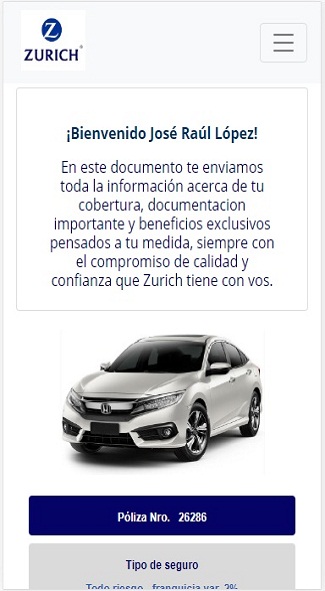 ZURICH®
¡Bienvenido José Raúl López!
En este documento te enviamos
toda la información acerca de tu
cobertura, documentacion
importante y beneficios exclusivos
pensados a tu medida, siempre con
el compromiso de calidad y
confianza que Zurich tiene con vos.
Póliza Nro. 26286
Tipo de seguro
Todo riesgo - franquicia var. 2%